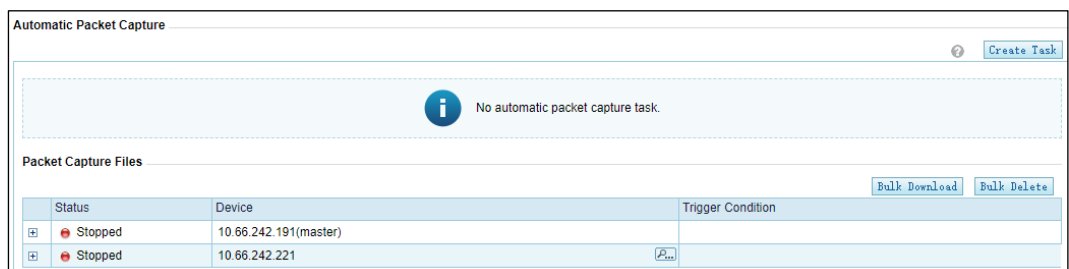 Automatic Packet Capture
Create Task
No automatic packet capture task.
Packet Capture Files
Bulk Download Bulk Delete
Status Device Trigger Condition
Stopped 10.66.242.191(master)
Stopped 10.66.242.221